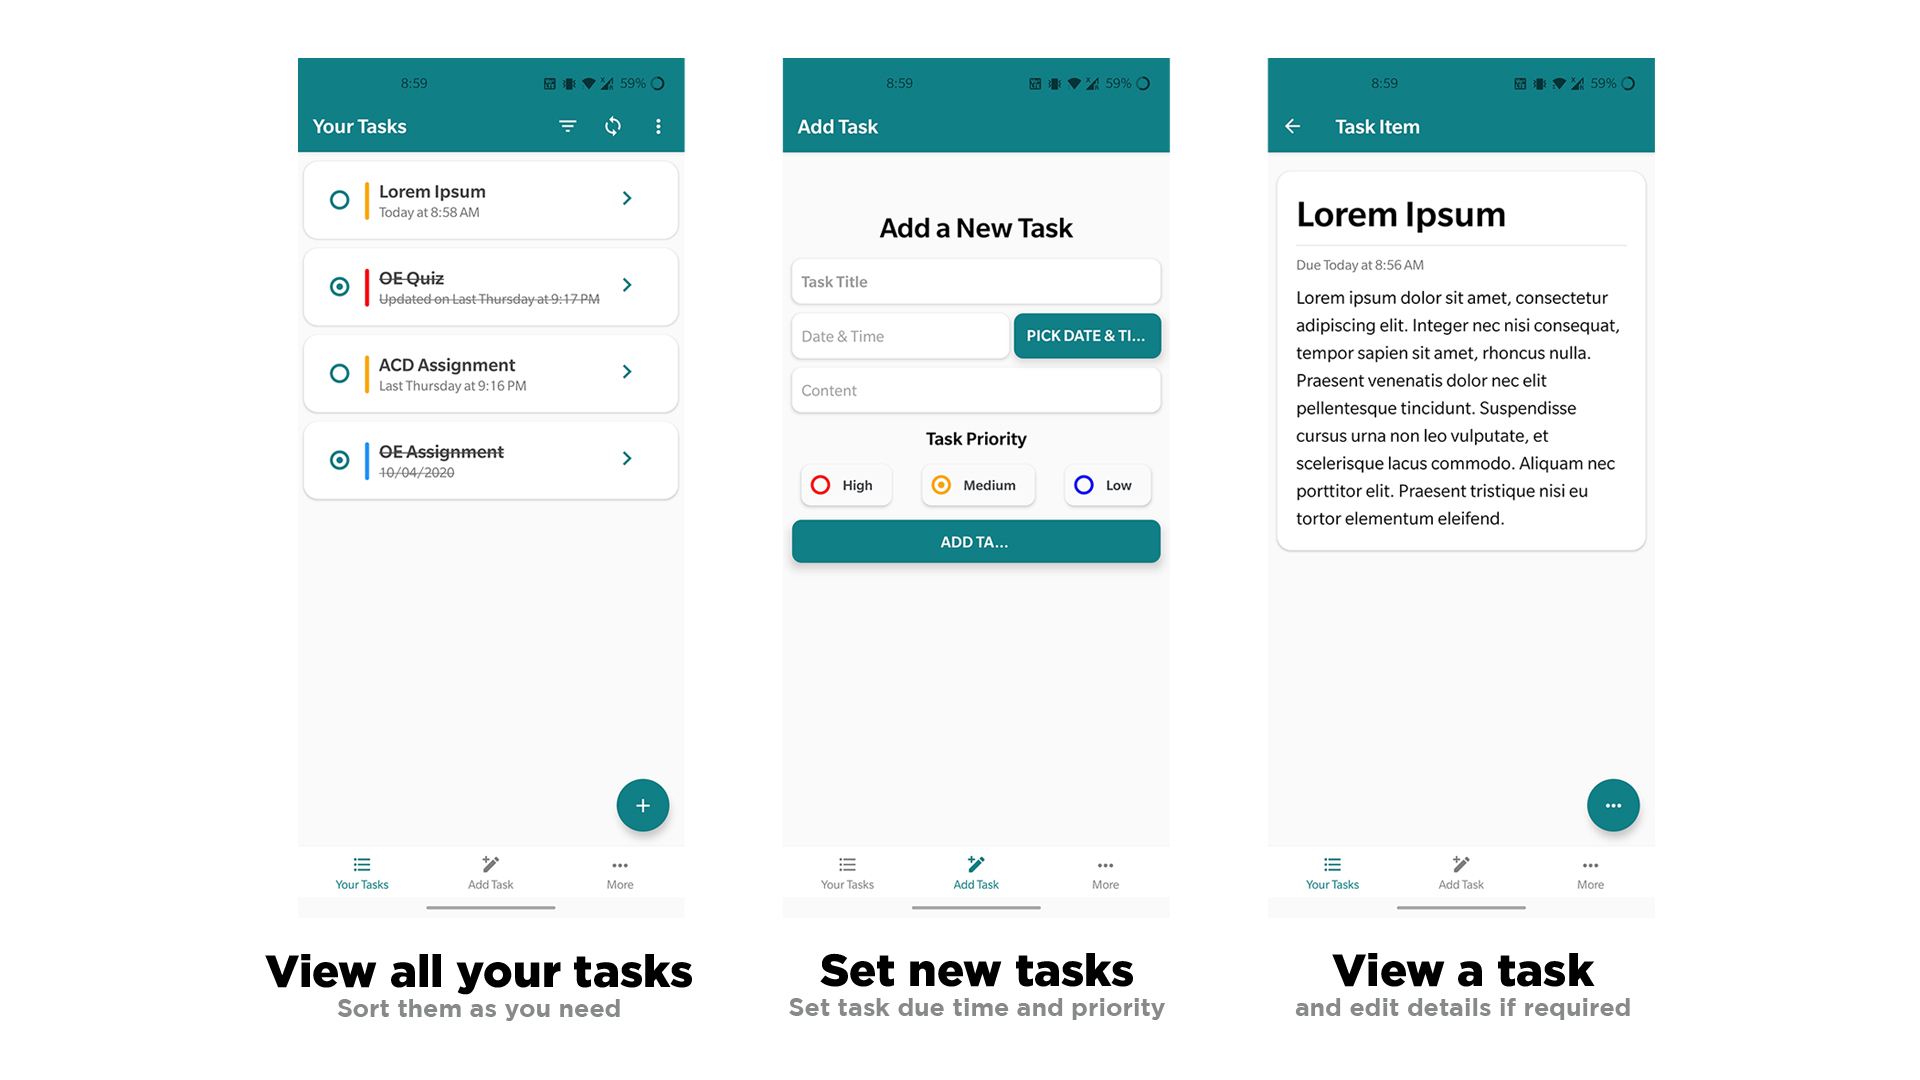 8:59
59%
Your Tasks
Lorem Ipsum
Today at 8:58 AM
OE Quiz
Updated on Last Thursday at 9:17 PM
ACD Assignment
Last Thursday at 9:16 PM
OE Assignment
10/04/2020
+
Your Tasks
Add Task
More
View all your tasks
Sort them as you need
8:59
59%
Add Task
Add a New Task
Task Title
Date & Time
PICK DATE & TI...
Content
Task Priority
High
Medium
Low
ADD TA...
Your Tasks
Add Task
More
Set new tasks
Set task due time and priority
8:59
59%
Task Item
Lorem Ipsum
Due Today at 8:56 AM
Lorem ipsum dolor sit amet, consectetur
adipiscing elit. Integer nec nisi consequat,
tempor sapien sit amet, rhoncus nulla.
Praesent venenatis dolor nec elit
pellentesque tincidunt. Suspendisse
cursus urna non leo vulputate, et
scelerisque lacus commodo. Aliquam nec
porttitor elit. Praesent tristique nisi eu
tortor elementum eleifend.
Your Tasks
Add Task
More
View a task
and edit details if required